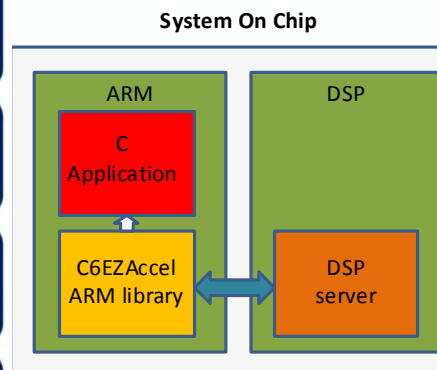 System On Chip
ARM
DSP
C
Application
C6EZAccel
ARM library
DSP
server